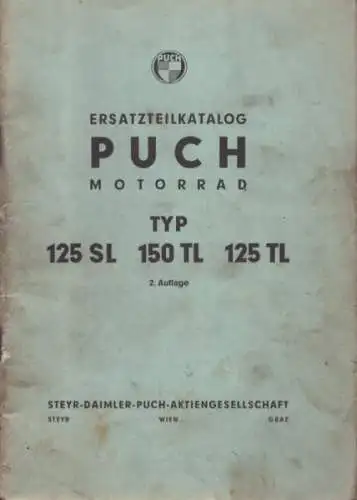 PUCH
ERSATZTEILKATALOG
PUCH
MOTORRAD
TYP
125 SL 150 TL 125 TL
2. Auflage
STEYR-DAIMLER-PUCH-AKTIENGESELLSCHAFT
STEYR WIEN GRAZ